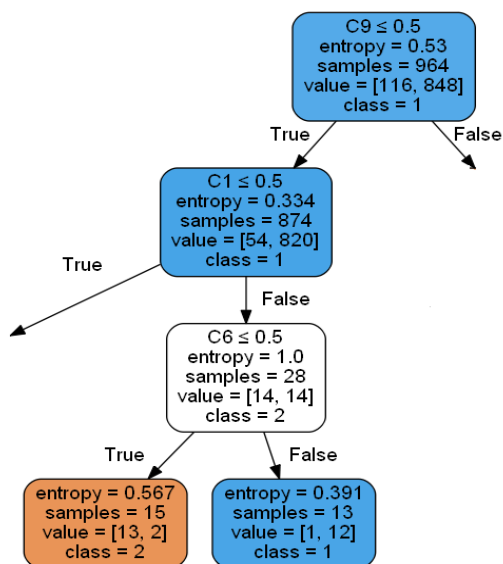 C9 ≤ 0.5
entropy = 0.53
samples = 964
value = [116, 848]
class = 1
True
False
C1 ≤ 0.5
entropy = 0.334
samples = 874
value = [54, 820]
class = 1
True
False
C6 ≤ 0.5
entropy = 1.0
samples = 28
value = [14, 14]
class = 2
True
False
entropy = 0.567
samples = 15
value = [13, 2]
class = 2
entropy = 0.391
samples = 13
value = [1, 12]
class = 1